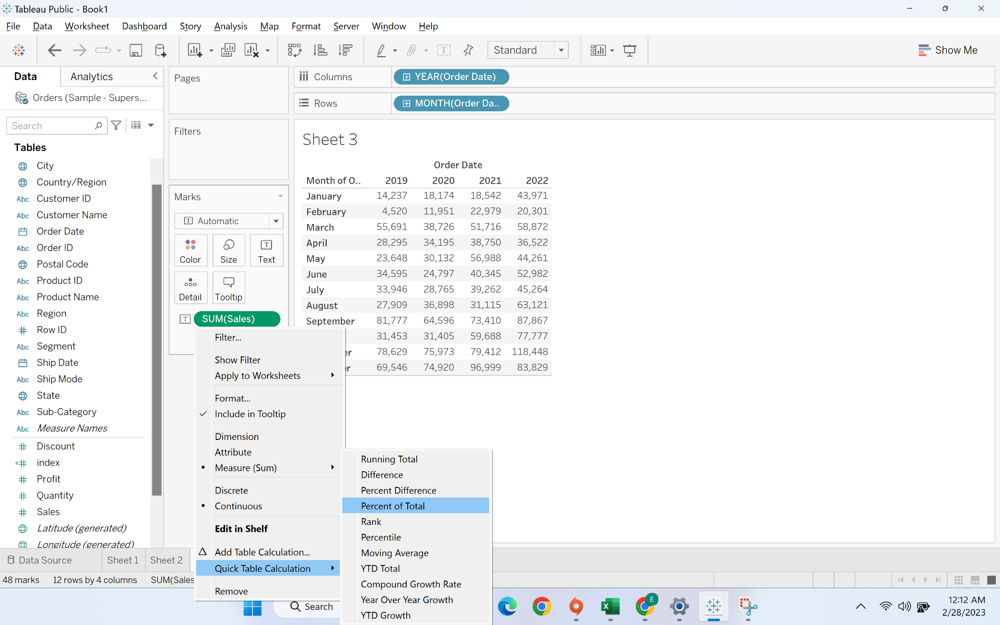 Tableau Public - Book1
File Data Worksheet Dashboard Story Analysis Map Format Server Window Help
Standard
Show Me
Data Analytics
Orders (Sample - Supers...
Search
Tables
City
Country/Region
Abc Customer ID
Abc Customer Name
Order Date
Abc Order ID
Postal Code
Abc Product ID
Abc Product Name
Abc Region
# Row ID
Abc Segment
Ship Date
Abc Ship Mode
State
Abc Sub-Category
Abc Measure Names
# Discount
=# index
# Profit
# Quantity
# Sales
Latitude (generated)
Longitude (generated)
Pages
Filters
Marks
T Automatic
Color Size T Text
Detail Tooltip
T SUM(Sales)
Columns YEAR(Order Date)
Rows MONTH(Order Da..
Sheet 3
Order Date
Month of O.. 2019 2020 2021 2022
January 14,237 18,174 18,542 43,971
February 4,520 11,951 22,979 20,301
March 55,691 38,726 51,716 58,872
April 28,295 34,195 38,750 36,522
May 23,648 30,132 56,988 44,261
June 34,595 24,797 40,345 52,982
July 33,946 28,765 39,262 45,264
August 27,909 36,898 31,115 63,121
September 81,777 64,596 73,410 87,867
31,453 31,405 59,688 77,777
er 78,629 75,973 79,412 118,448
er 69,546 74,920 96,999 83,829
Filter...
Show Filter
Apply to Worksheets
Format...
Include in Tooltip
Dimension
Attribute
Measure (Sum)
Discrete
Continuous
Edit in Shelf
Add Table Calculation...
Quick Table Calculation
Remove
Running Total
Difference
Percent Difference
Percent of Total
Rank
Percentile
Moving Average
YTD Total
Compound Growth Rate
Year Over Year Growth
YTD Growth
Data Source Sheet 1 Sheet 2
48 marks 12 rows by 4 columns SUM(Sales
Search
E
12:12 AM
2/28/2023